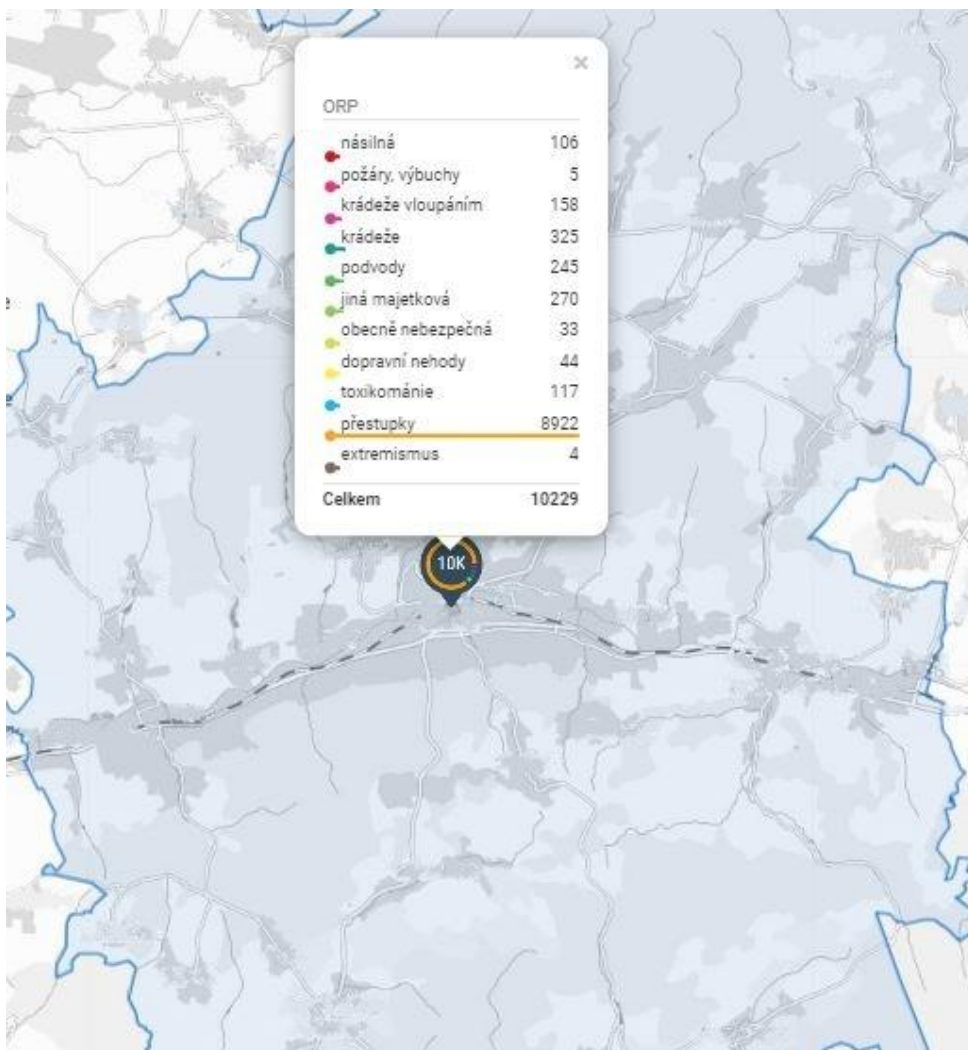 ×
ORP
násilná 106
požáry, výbuchy 5
krádeže vloupáním 158
krádeže 325
podvody 245
jiná majetková 270
obecně nebezpečná 33
dopravní nehody 44
toxikománie 117
přestupky 8922
extremismus 4
Celkem 10229
10K